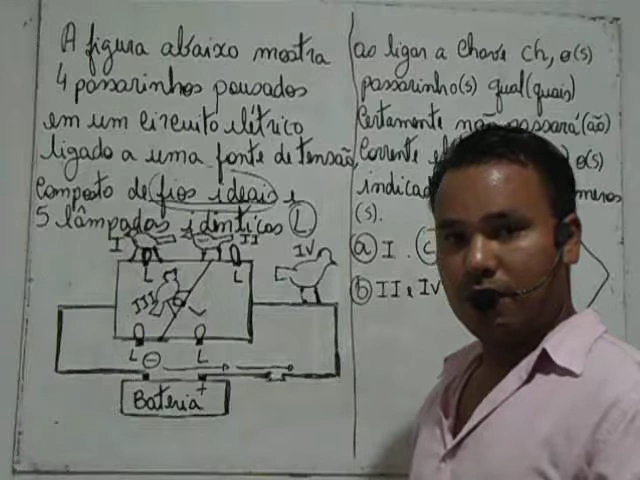 A figura abaixo mostra
4 passarinhos pousados
em um circuito elétrico
ligado a uma fonte de tensão,
composto de fios ideais e
5 lâmpadas idênticas L
I
II
IV
L
L
III
L
L
L
Bateria
ao ligar a chave ch, o(s)
passarinho(s) qual(quais)
certamente não passará(ão)
corrente
o(s)
indicad
meros
(s).
a I. c
b II e IV